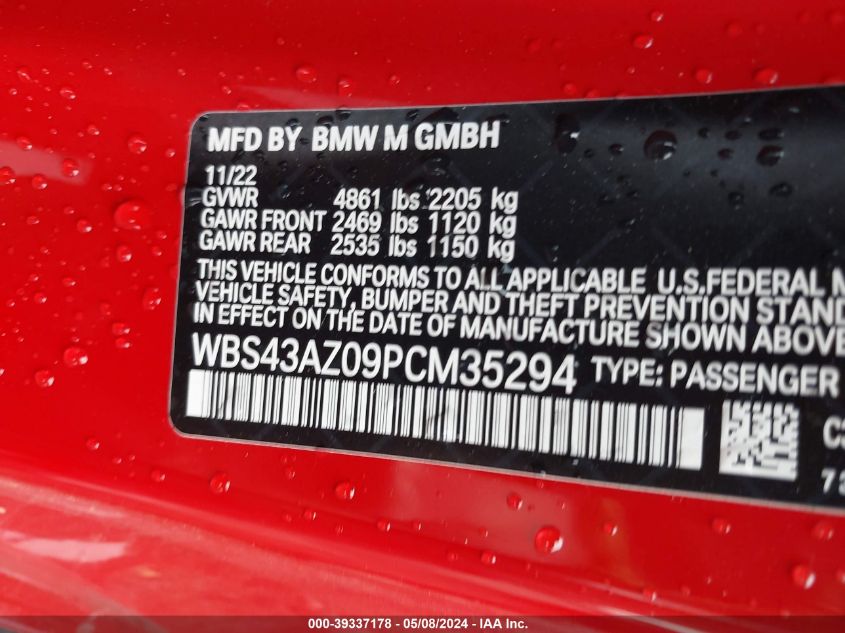 MFD BY BMW M GMBH
11/22
GVWR 4861 lbs 2205 kg
GAWR FRONT 2469 lbs 1120 kg
GAWR REAR 2535 lbs 1150 kg
THIS VEHICLE CONFORMS TO ALL APPLICABLE U.S.FEDERAL M
VEHICLE SAFETY, BUMPER AND THEFT PREVENTION STAND
IN EFFECT ON THE DATE OF MANUFACTURE SHOWN ABOVE
WBS43AZ09PCM35294 TYPE: PASSENGER
000-39337178 - 05/08/2024 - IAA Inc.